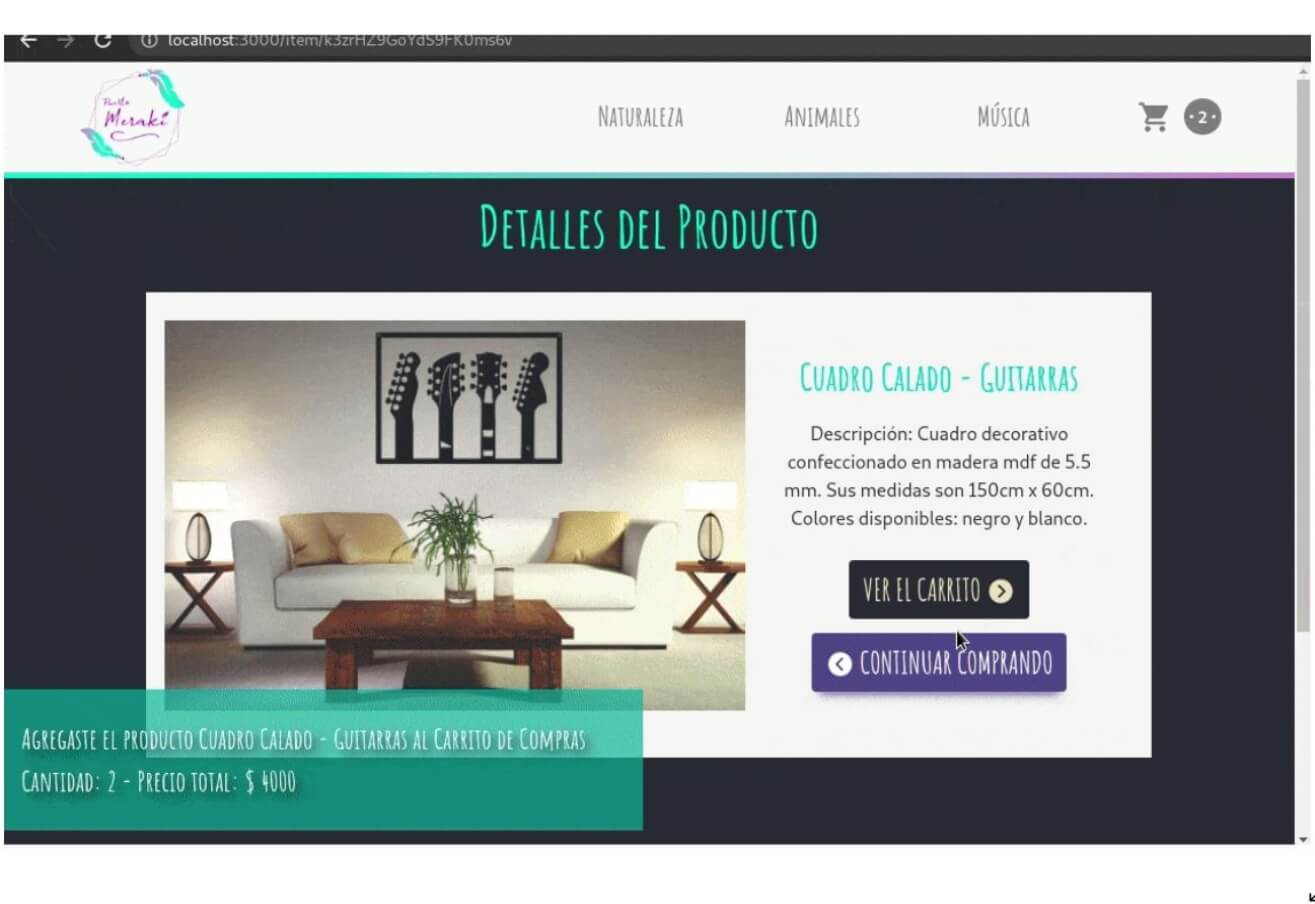 localhost:3000/item/k3zrHZ9GoYdS9FK0ms6v
Puerto
Meraki
Naturaleza
Animales
Música
·2·
Detalles del Producto
Cuadro Calado - Guitarras
Descripción: Cuadro decorativo
confeccionado en madera mdf de 5.5
mm. Sus medidas son 150cm x 60cm.
Colores disponibles: negro y blanco.
VER EL CARRITO
CONTINUAR COMPRANDO
Agregaste el producto Cuadro Calado - Guitarras al Carrito de Compras
Cantidad: 2 - Precio total: $ 4000